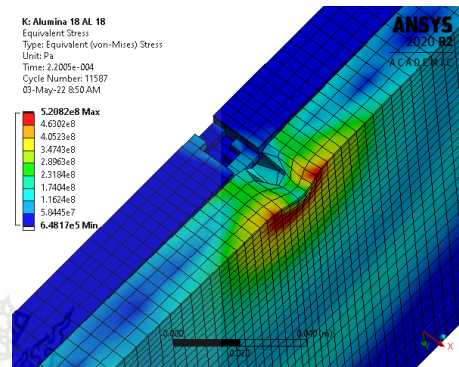 K: Alumina 18 AL 18
Equivalent Stress
Type: Equivalent (von-Mises) Stress
Unit: Pa
Time: 2.2005e-004
Cycle Number: 11587
03-May-22 8:50 AM
5.2082e8 Max
4.6302e8
4.0523e8
3.4743e8
2.8963e8
2.3184e8
1.7404e8
1.1624e8
5.8445e7
6.4817e5 Min
ANSYS
2020 R2
ACADEMIC
0.000
0.040 (m)
0.020
X